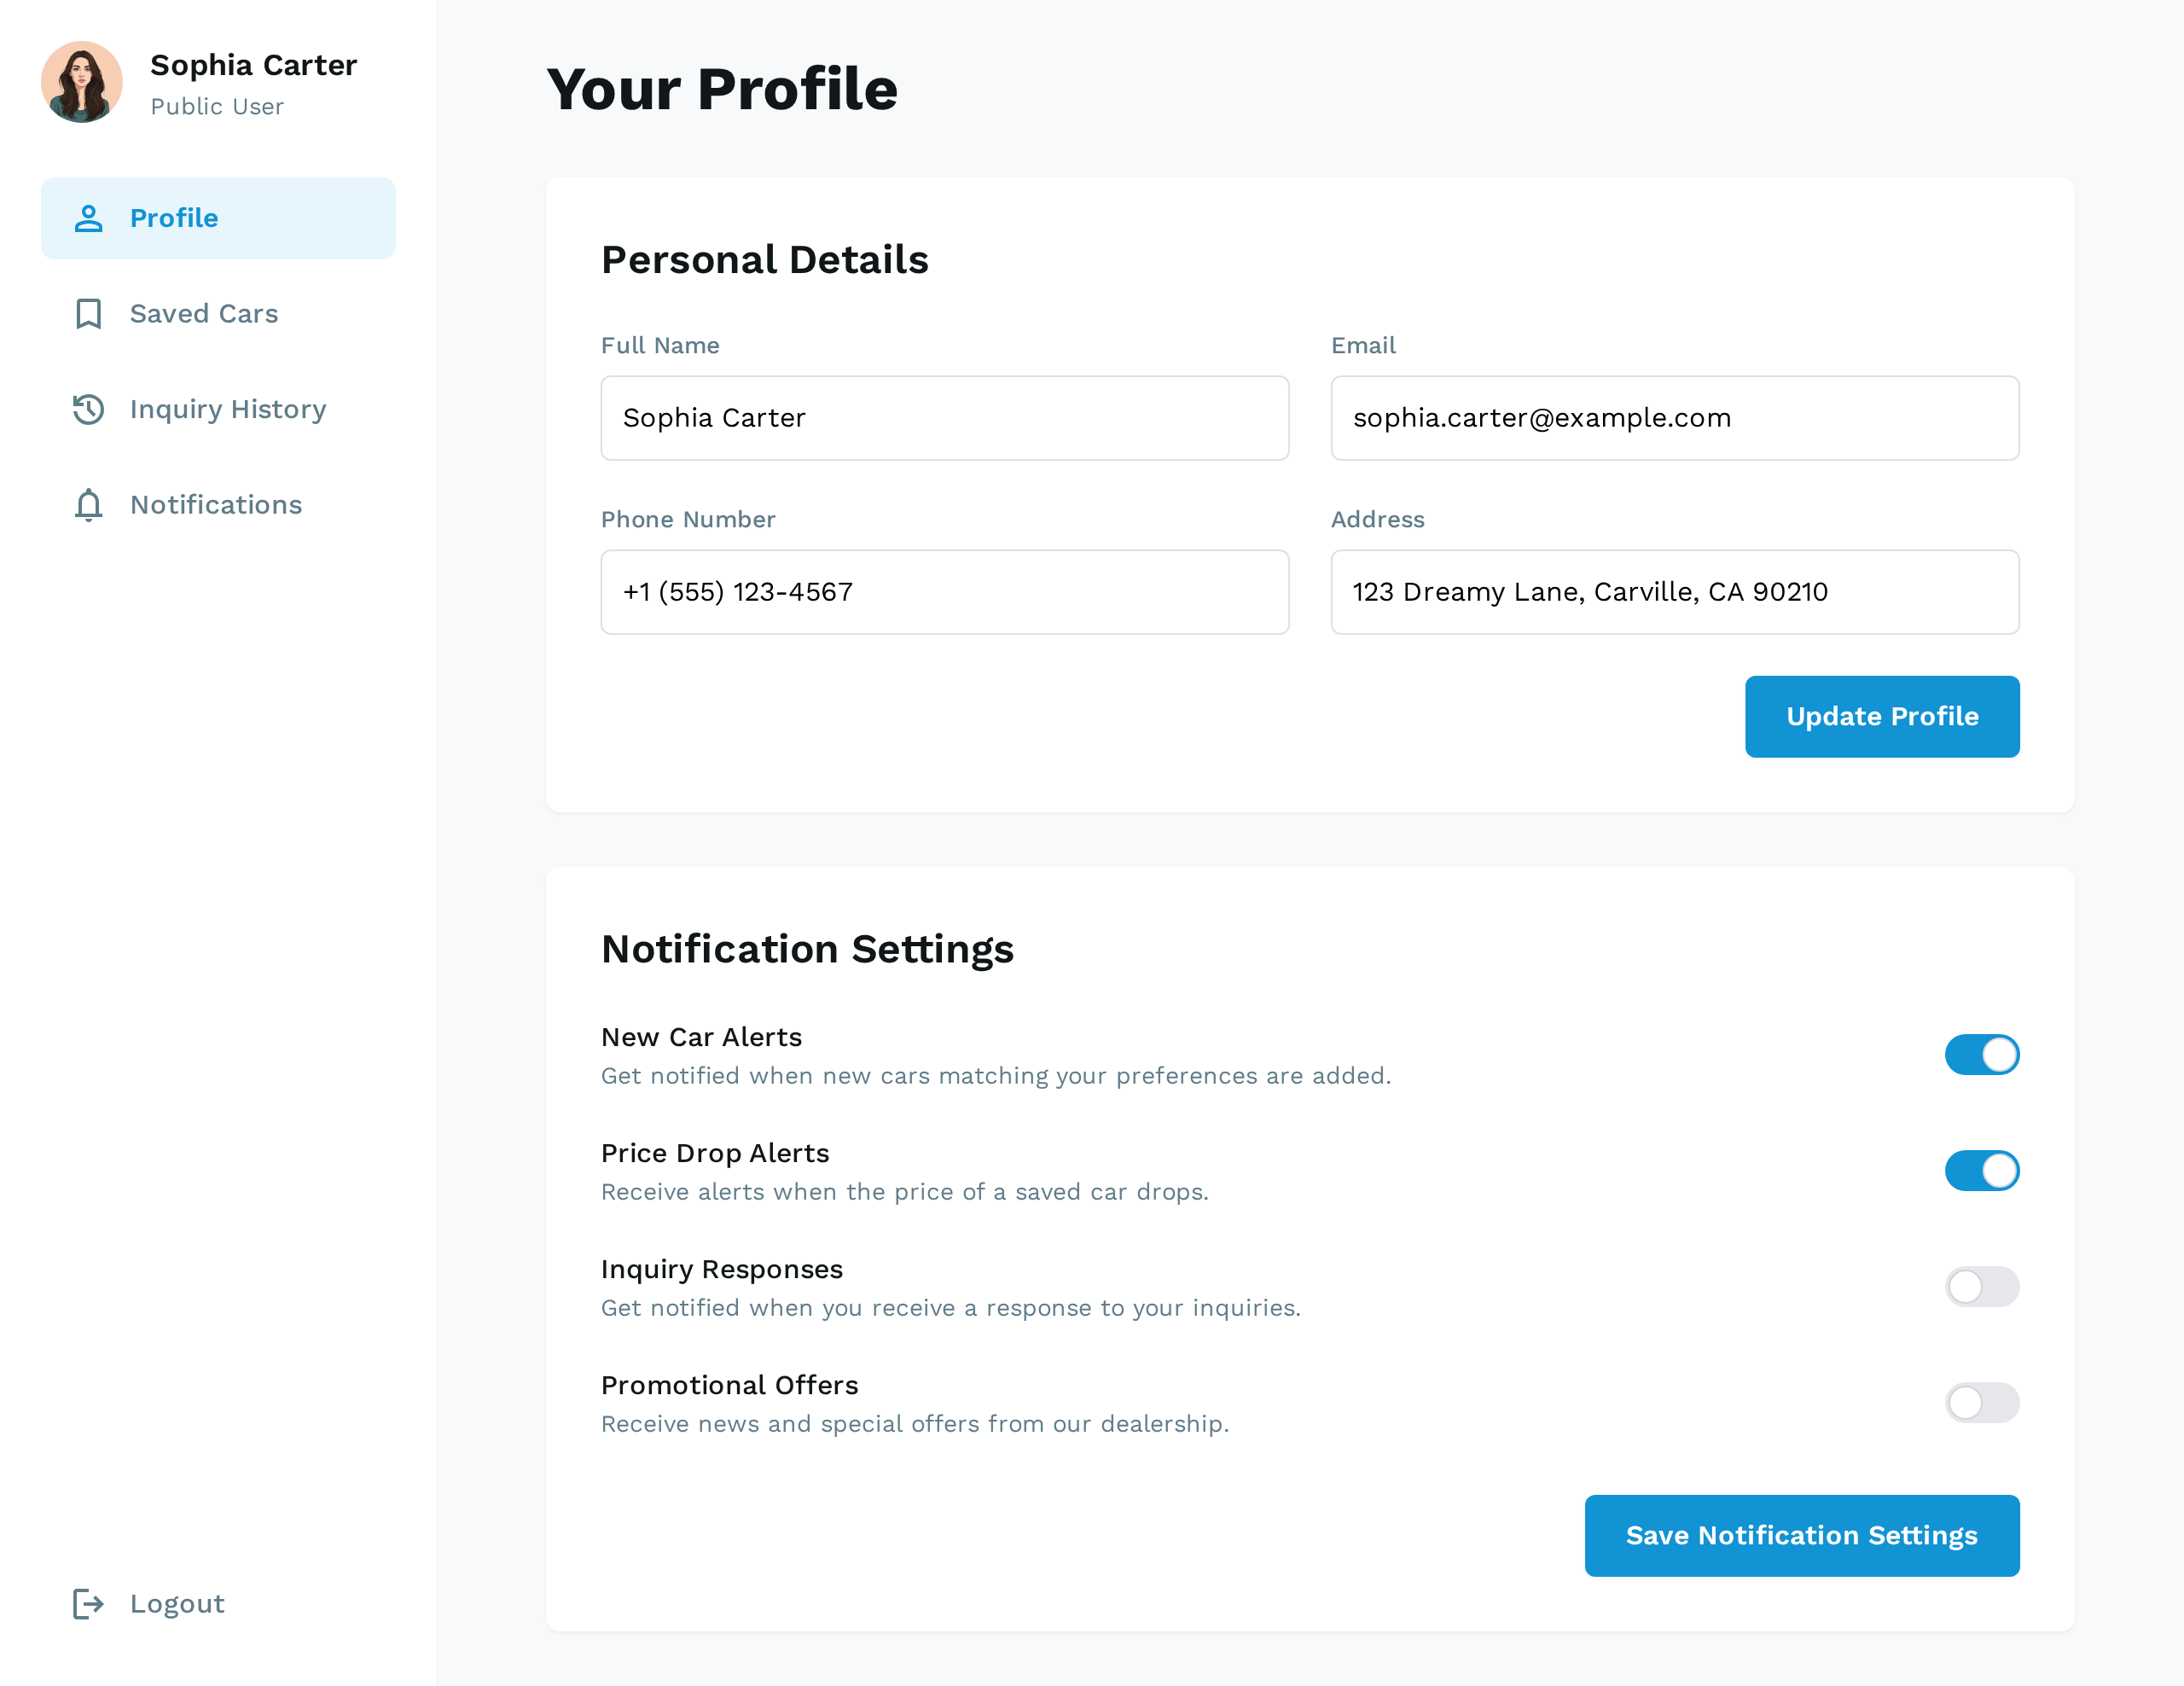 Sophia Carter
Public User
Profile
Saved Cars
Inquiry History
Notifications
Logout
Your Profile
Personal Details
Full Name
Sophia Carter
Email
sophia.carter@example.com
Phone Number
+1 (555) 123-4567
Address
123 Dreamy Lane, Carville, CA 90210
Update Profile
Notification Settings
New Car Alerts
Get notified when new cars matching your preferences are added.
Price Drop Alerts
Receive alerts when the price of a saved car drops.
Inquiry Responses
Get notified when you receive a response to your inquiries.
Promotional Offers
Receive news and special offers from our dealership.
Save Notification Settings